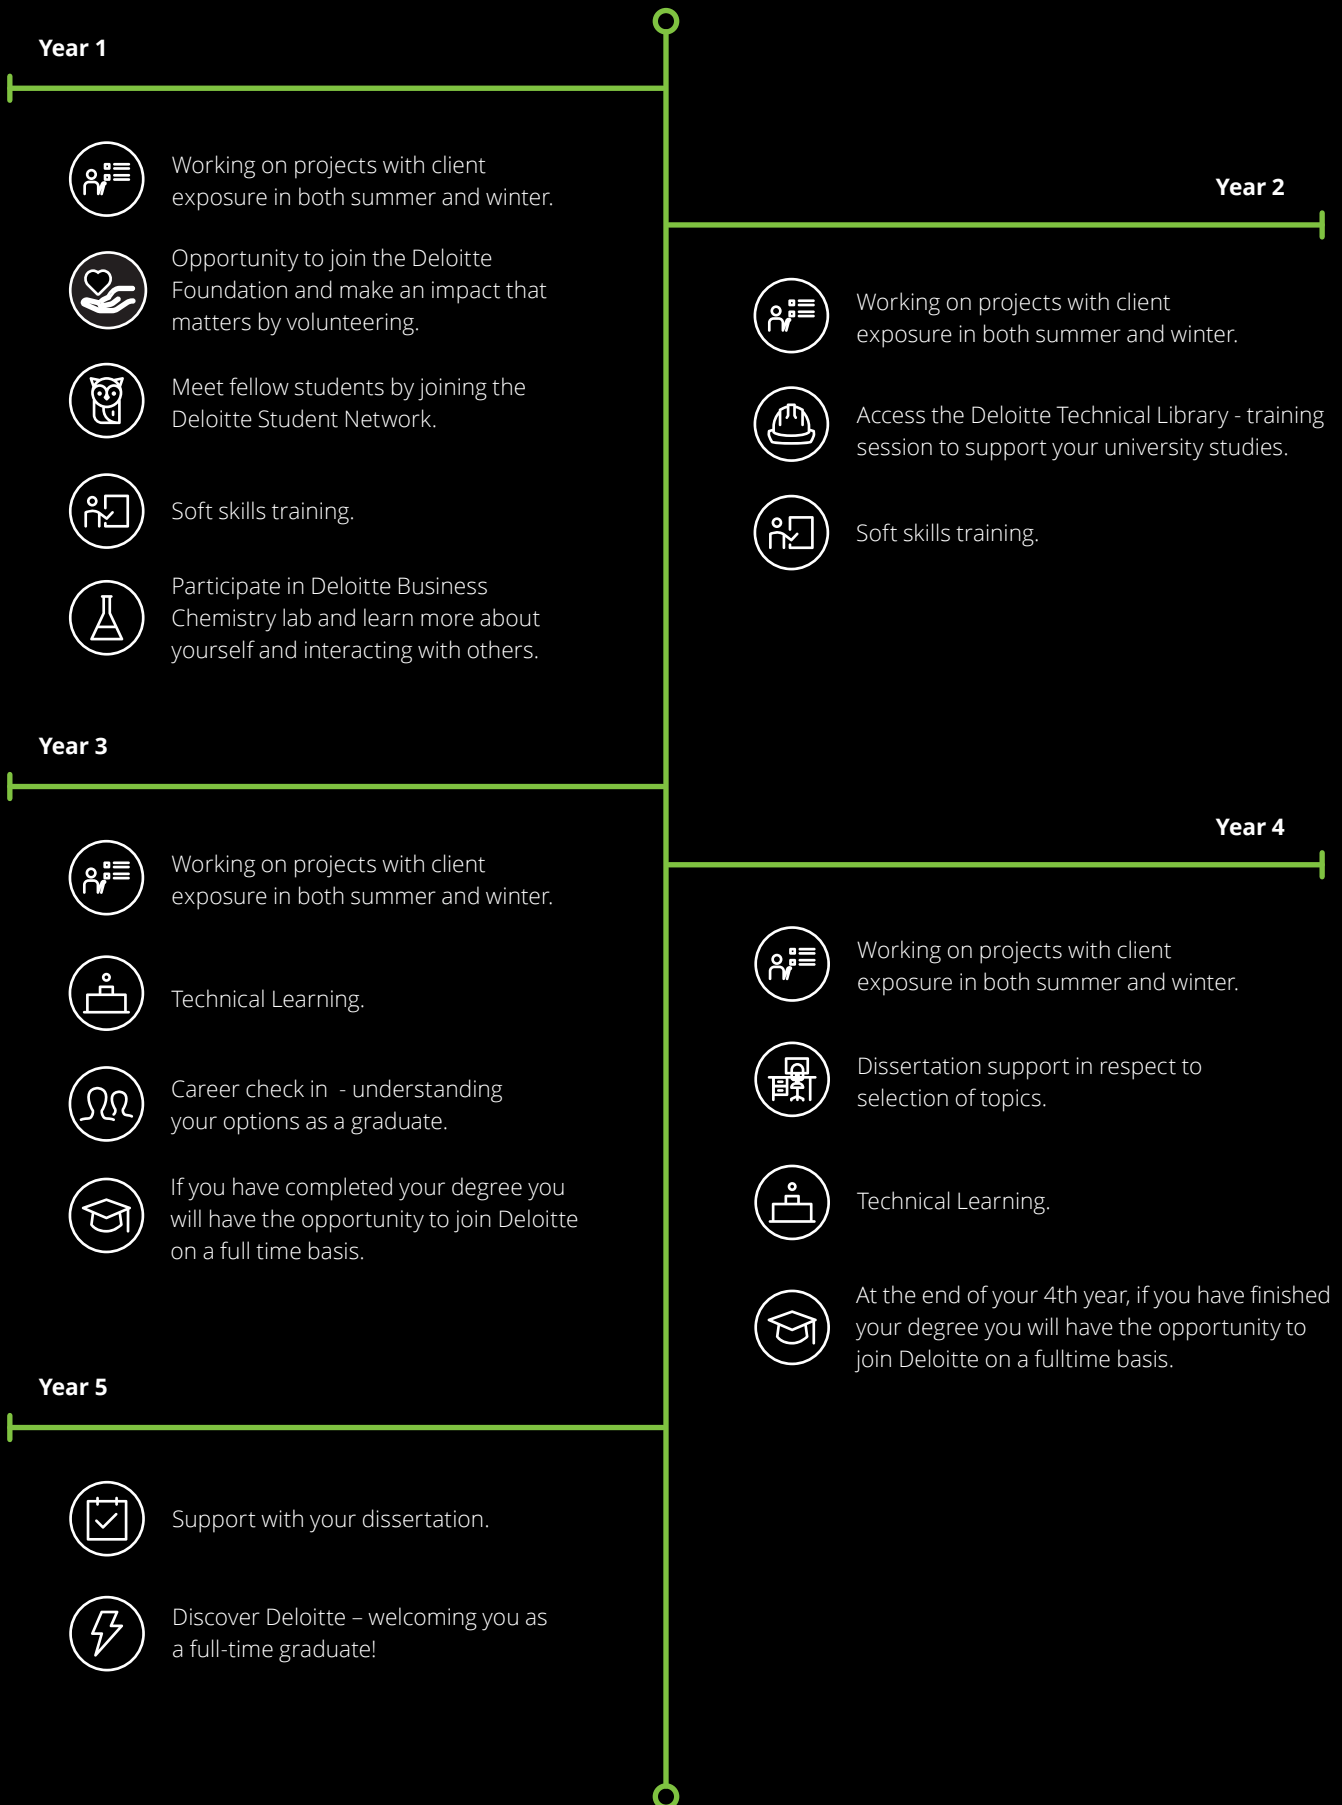 Year 1
Working on projects with client
exposure in both summer and winter.
Opportunity to join the Deloitte
Foundation and make an impact that
matters by volunteering.
Meet fellow students by joining the
Deloitte Student Network.
Soft skills training.
Participate in Deloitte Business
Chemistry lab and learn more about
yourself and interacting with others.
Year 2
Working on projects with client
exposure in both summer and winter.
Access the Deloitte Technical Library - training
session to support your university studies.
Soft skills training.
Year 3
Working on projects with client
exposure in both summer and winter.
Technical Learning.
Career check in  - understanding
your options as a graduate.
If you have completed your degree you
will have the opportunity to join Deloitte
on a full time basis.
Year 4
Working on projects with client
exposure in both summer and winter.
Dissertation support in respect to
selection of topics.
Technical Learning.
At the end of your 4th year, if you have finished
your degree you will have the opportunity to
join Deloitte on a fulltime basis.
Year 5
Support with your dissertation.
Discover Deloitte – welcoming you as
a full-time graduate!